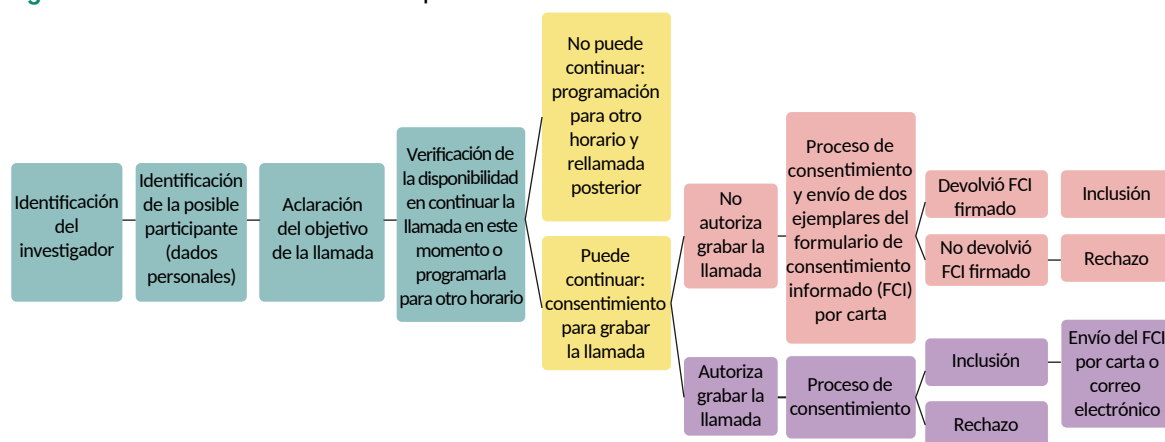 Identificación
del
investigador
Identificación
de la posible
participante
(dados
personales)
Aclaración
del objetivo
de la llamada
Verificación de
la disponibilidad
en continuar la
llamada en este
momento o
programarla
para otro horario
No puede
continuar:
programación
para otro
horario y
rellamada
posterior
Puede
continuar:
consentimiento
para grabar
la llamada
No
autoriza
grabar la
llamada
Proceso de
consentimiento
y envío de dos
ejemplares del
formulario de
consentimiento
informado (FCI)
por carta
Devolvió FCI
firmado
Inclusión
No devolvió
FCI firmado
Rechazo
Autoriza
grabar la
llamada
Proceso de
consentimiento
Inclusión
Envío del FCI
por carta o
correo
electrónico
Rechazo